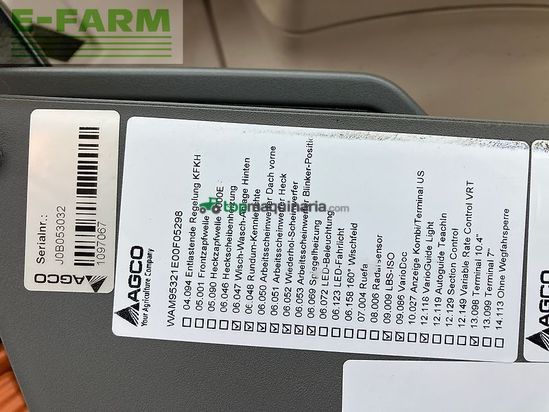 E-FARM
Serialnr.:
J0B053032
1097067
AGCO
AGCO
Your Agriculture Company
WAM95321E00F05298
04.094 Entlastende Regelung KFKH
05.001 Frontzapfwelle
05.090 Heckzapfwelle
06.046 Heckscheibenheizung
06.047 Wisch-Wasch-Anlage Hinten
06.048 Rundum-Kennleuchte
06.050 Arbeitsscheinwerfer Dach vorne
06.051 Arbeitsscheinwerfer Heck
06.052 Wiederhol-Scheinwerfer
06.053 Arbeitsscheinwerfer Blinker-Positio
06.069 Spiegelheizung
06.072 LED-Beleuchtung
06.123 LED-Fahrlicht
06.158 160° Wischfeld
07.004 Ruefa
08.006 Radarsensor
09.009 LBS-ISO
09.086 VarioDoc
10.027 Anzeige Kombi/Terminal US
12.118 VarioGuide Light
12.119 Autoguide TeachIn
12.129 Section Control
12.149 Variable Rate Control VRT
13.098 Terminal 10.4"
13.099 Terminal 7"
14.113 Ohne Wegfahrsperre
AGCO
topmaquinaria.com